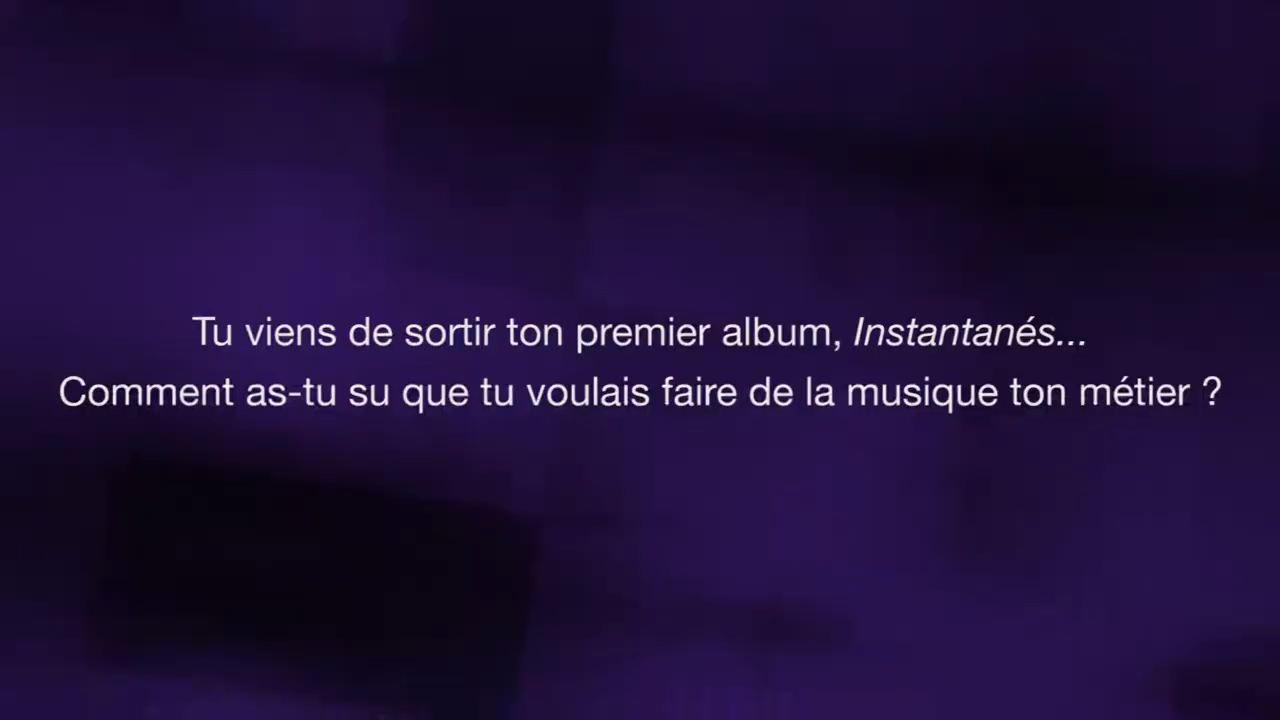 Tu viens de sortir ton premier album, Instantanés...
Comment as-tu su que tu voulais faire de la musique ton métier ?